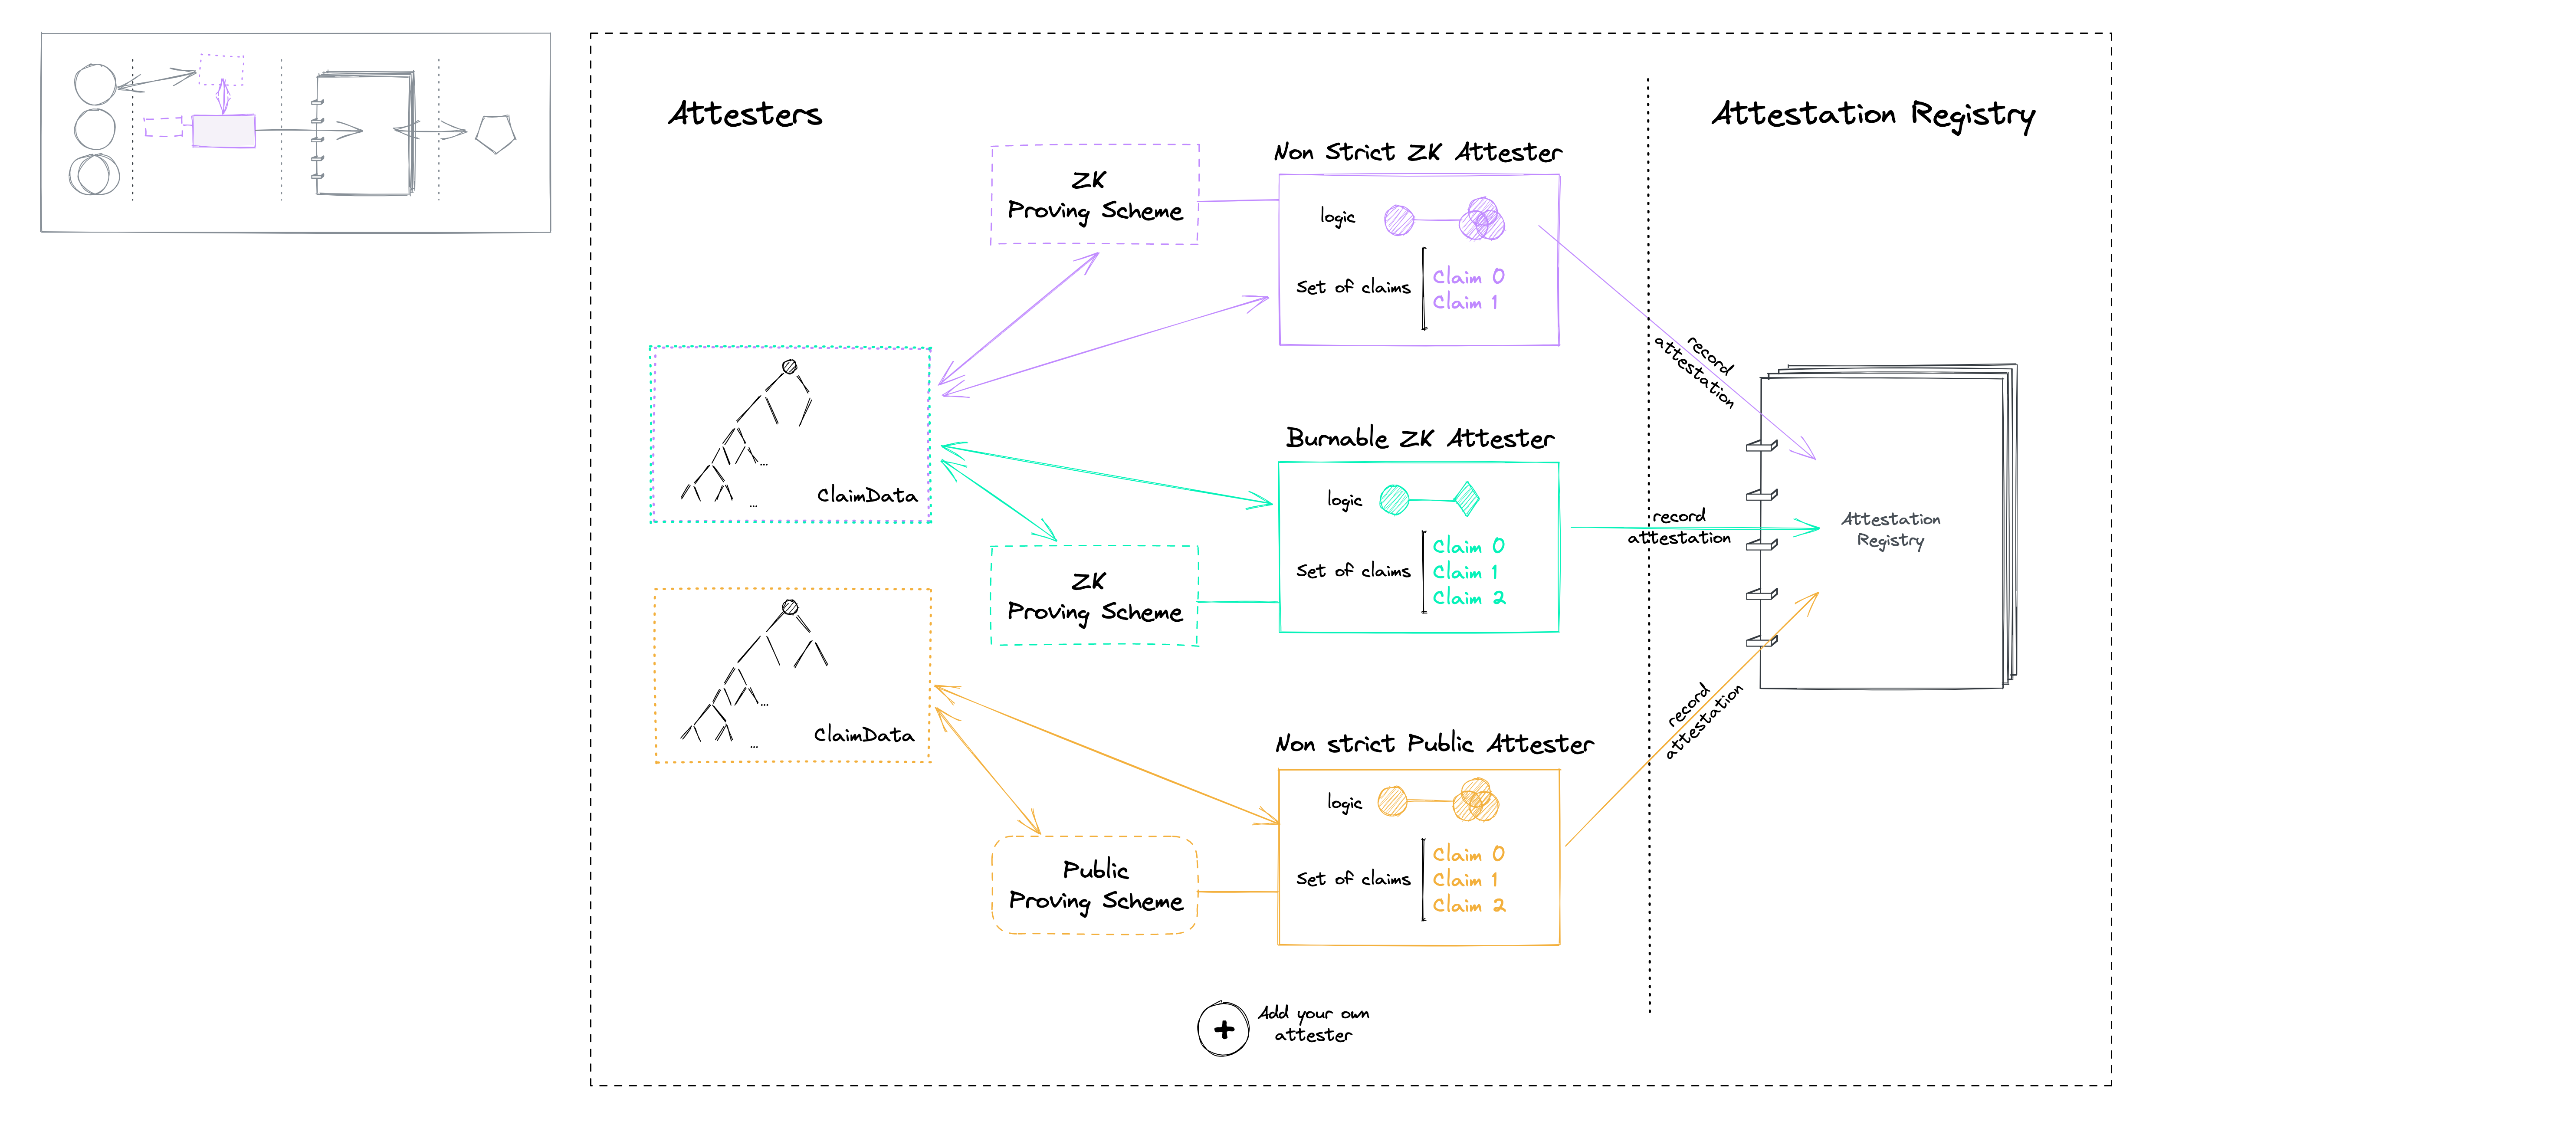 Attesters
Attestation Registry
ZK
Proving Scheme
Non Strict ZK Attester
logic
Set of claims
Claim 0
Claim 1
record
attestation
ClaimData
...
...
Burnable ZK Attester
logic
Set of claims
Claim 0
Claim 1
Claim 2
record
attestation
Attestation
Registry
ZK
Proving Scheme
ClaimData
...
...
Non strict Public Attester
logic
Set of claims
Claim 0
Claim 1
Claim 2
record
attestation
Public
Proving Scheme
+
Add your own
attester